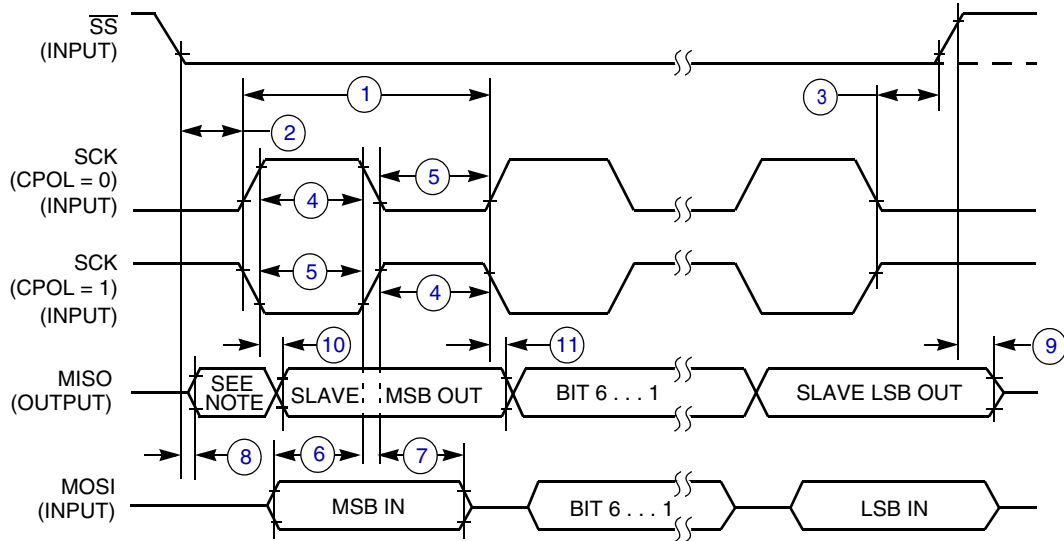 SS
(INPUT)
1
3
2
SCK
(CPOL = 0)
(INPUT)
5
4
SCK
(CPOL = 1)
(INPUT)
5
4
10
11
9
MISO
(OUTPUT)
SEE
NOTE
SLAVE
MSB OUT
BIT 6 . . . 1
SLAVE LSB OUT
8
6
7
MOSI
(INPUT)
MSB IN
BIT 6 . . . 1
LSB IN